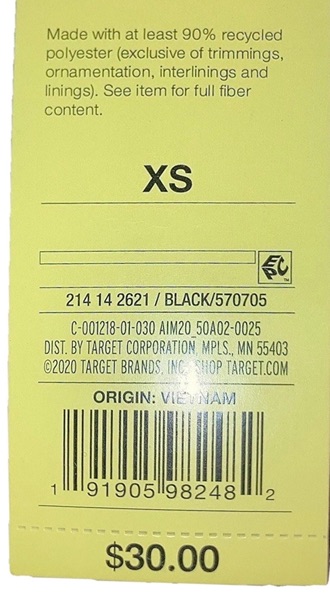 Made with at least 90% recycled
polyester (exclusive of trimmings,
ornamentation, interlinings and
linings). See item for full fiber
content.
XS
EPC™
214 14 2621 / BLACK/570705
C-001218-01-030 AIM20_50A02-0025
DIST. BY TARGET CORPORATION, MPLS., MN 55403
©2020 TARGET BRANDS, INC. SHOP TARGET.COM
ORIGIN: VIETNAM
1 91905 98248 2
$30.00